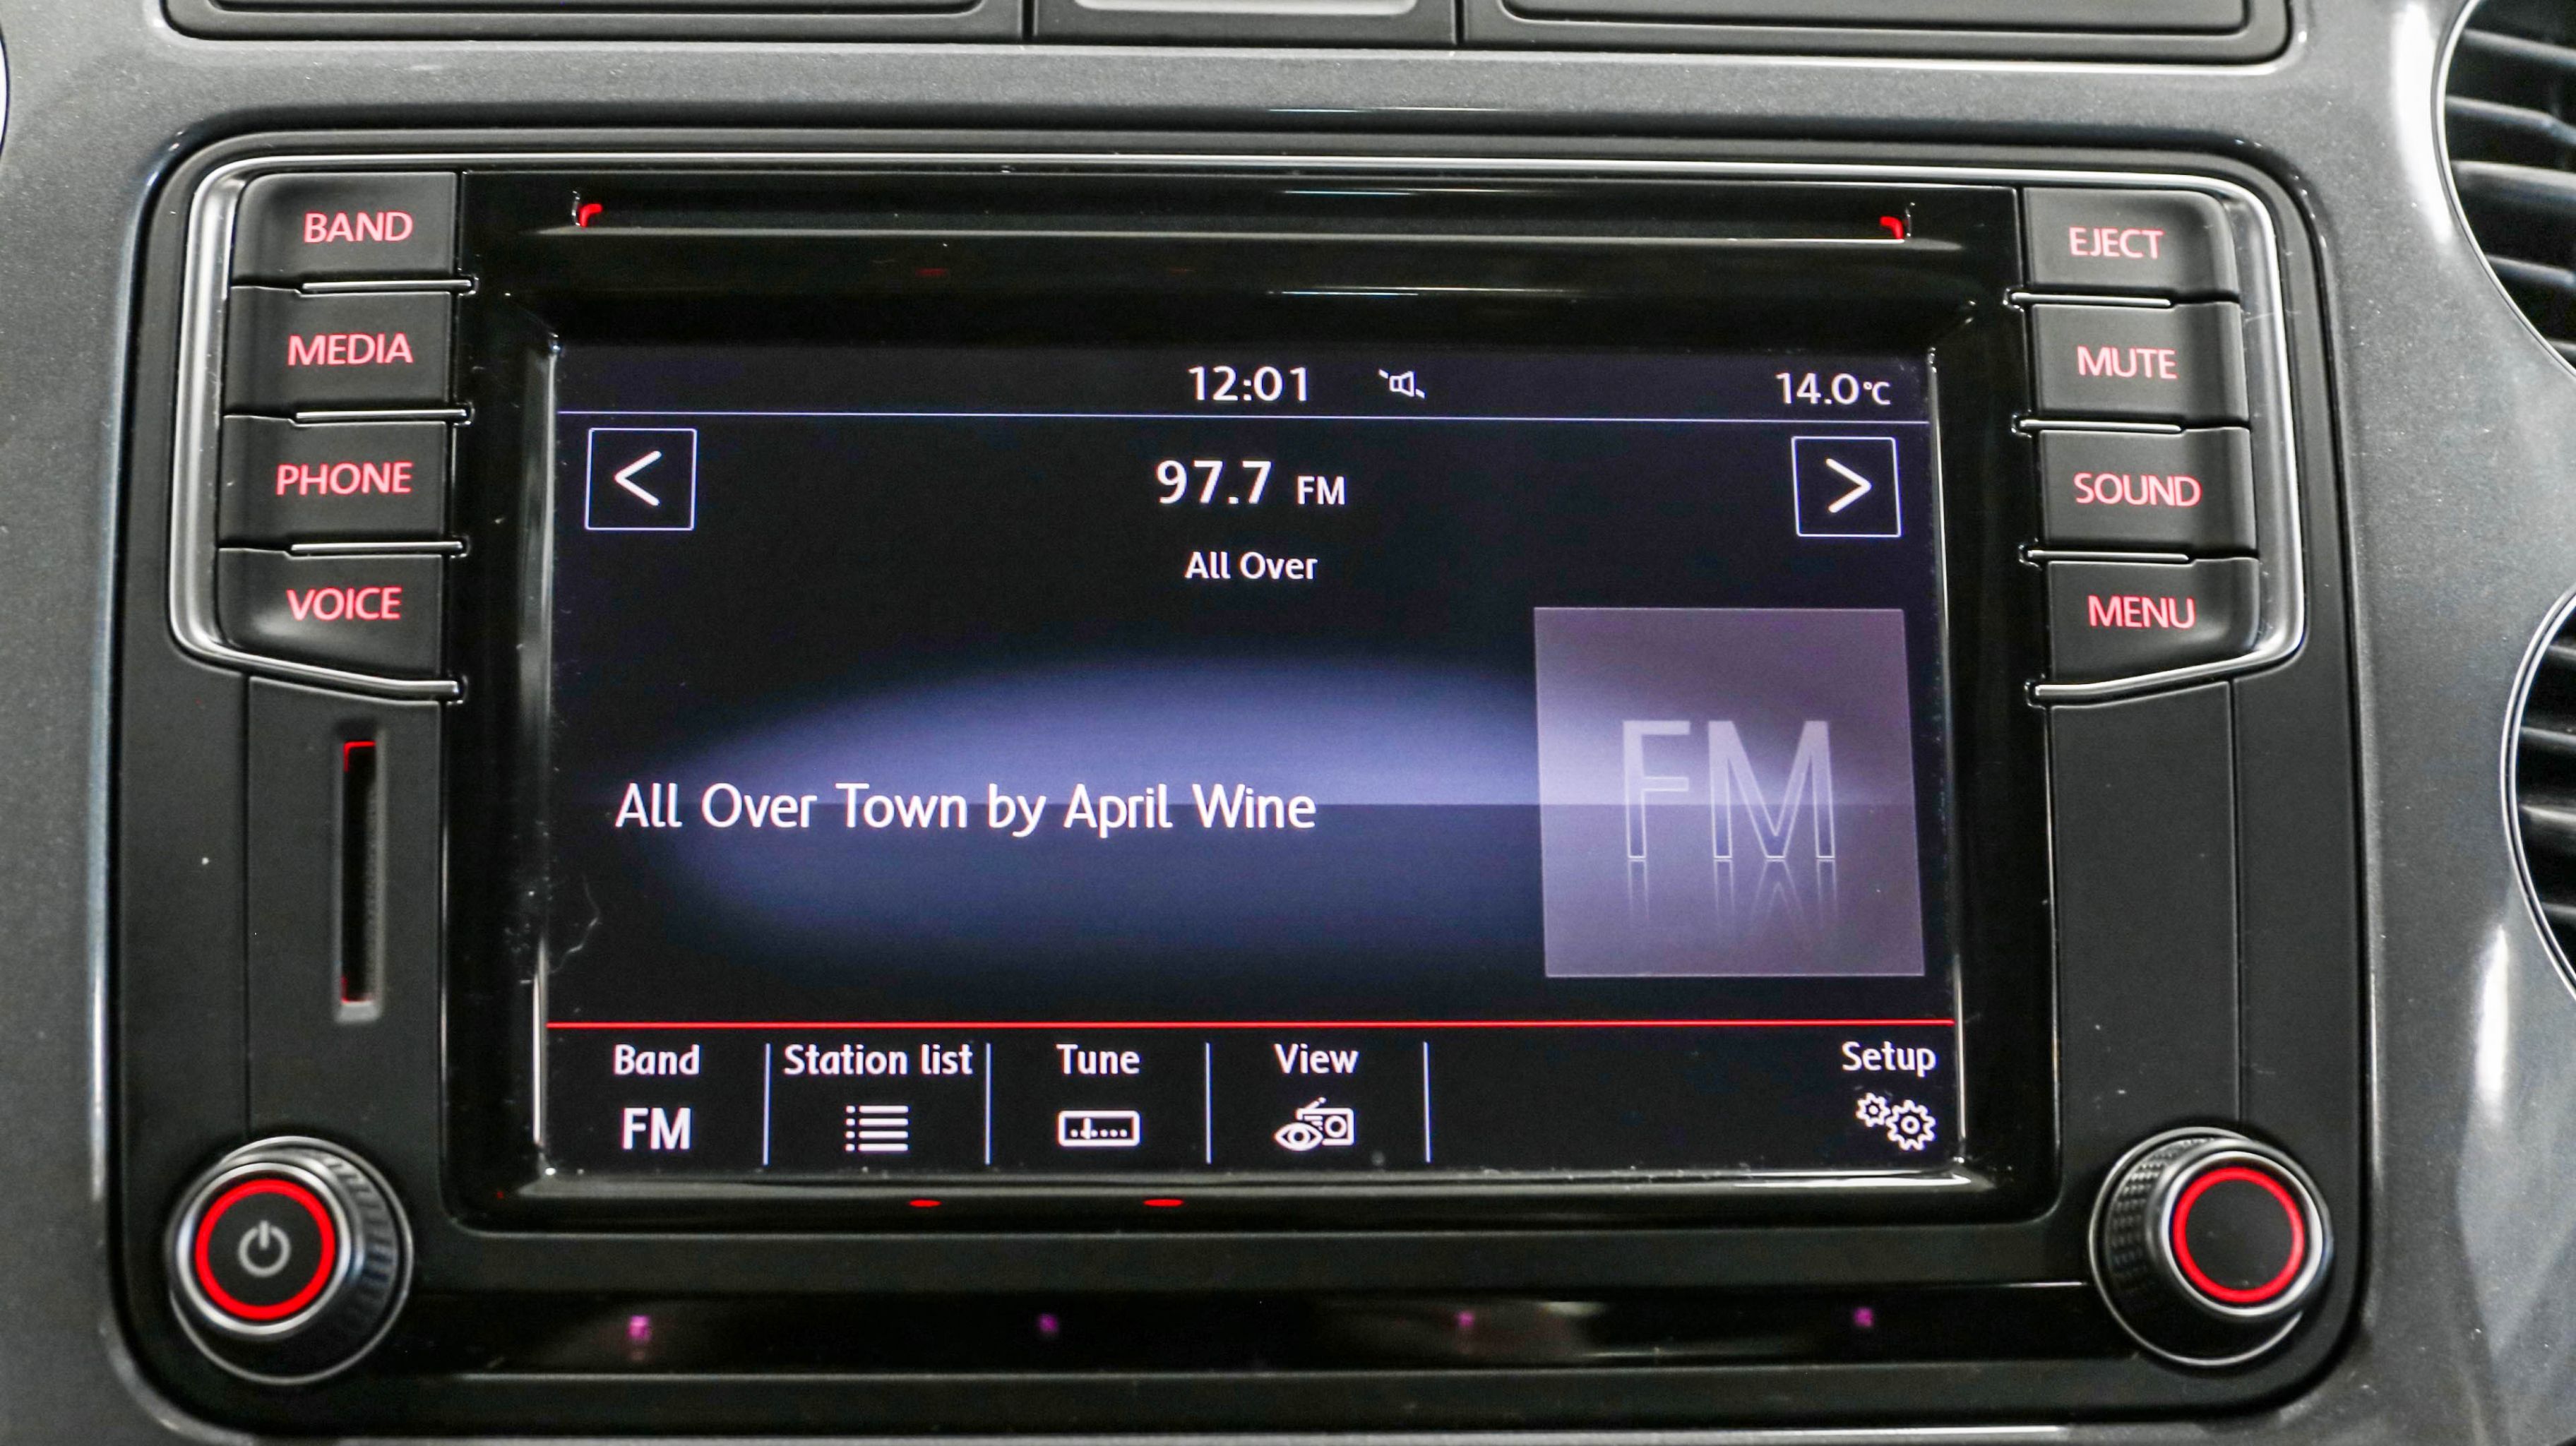 BAND
EJECT
MEDIA
MUTE
PHONE
SOUND
VOICE
MENU
12:01 14.0°C
< 97.7 FM >
All Over
All Over Town by April Wine
FM
Band Station list Tune View Setup
FM